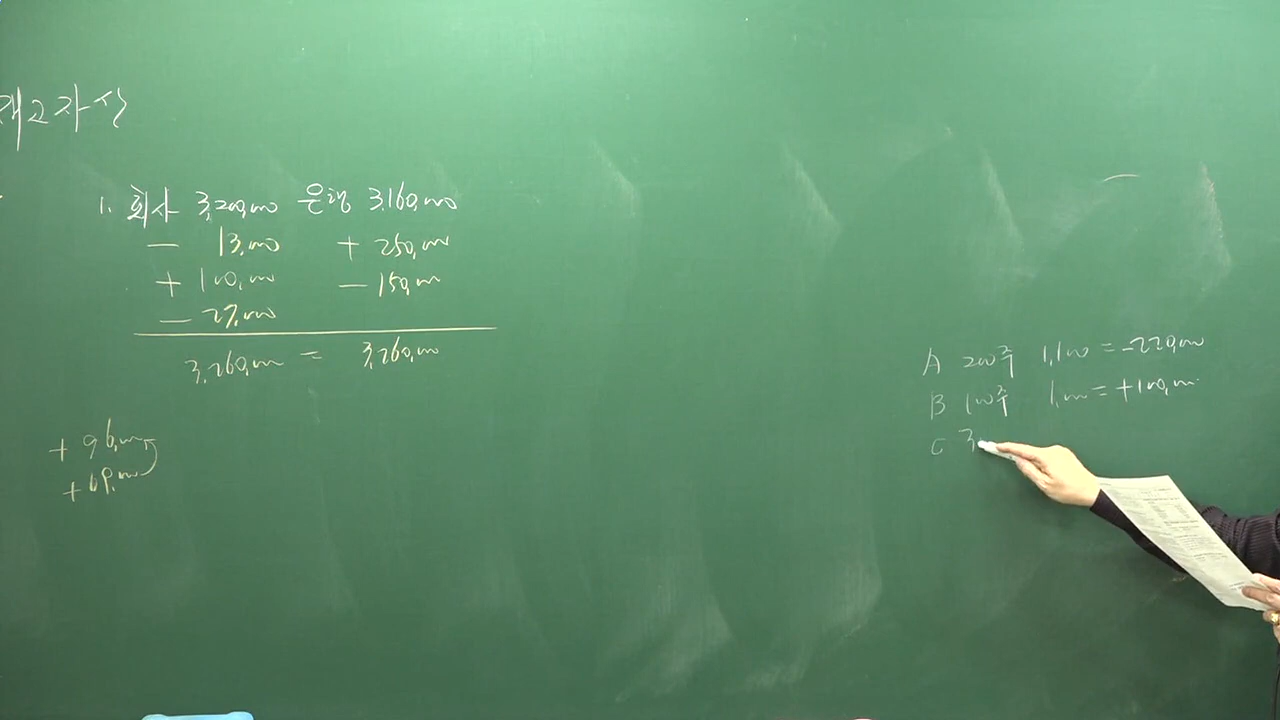 재고자산
1. 회사 3,200,000 은행 3,160,000
- 13,000 + 250,000
+ 100,000 - 150,000
- 27,000
3,260,000 = 3,260,000
+ 96,000
+ 69,000
A 200주 1,100 = -220,000
B 100주 1,000 = +100,000
C 3